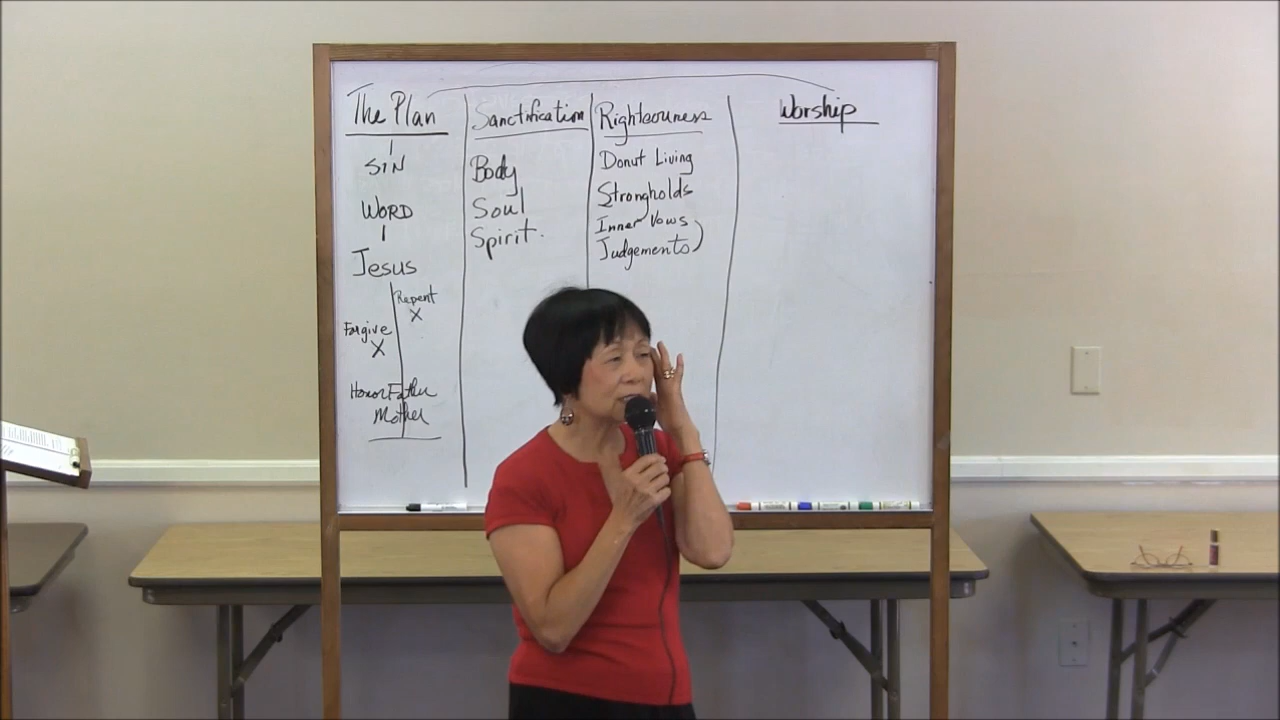 The Plan
SIN
WORD
Jesus
Repent
X
Forgive
X
Honor Father
Mother
Sanctification
Body
Soul
Spirit.
Righteousness
Donut Living
Strongholds
Inner Vows
Judgements)
Worship